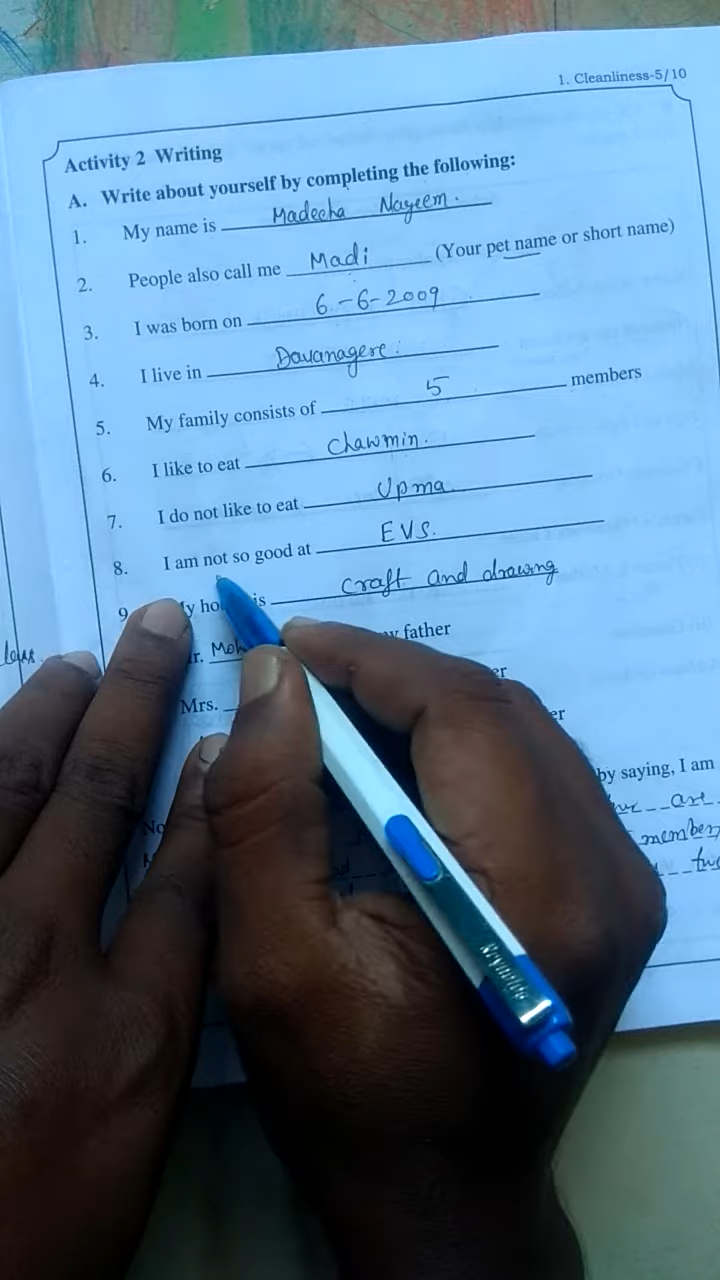 1. Cleanliness-5/10
Activity 2 Writing
A. Write about yourself by completing the following:
1. My name is Madeeha Nayeem.
2. People also call me Madi (Your pet name or short name)
3. I was born on 6-6-2009
4. I live in Davanagere.
5. My family consists of 5 members
6. I like to eat Chawmin.
7. I do not like to eat Upma
8. I am not so good at EVS.
9 My is craft and drawing
father
Mrs.
by saying, I am
are
member
Reynolds